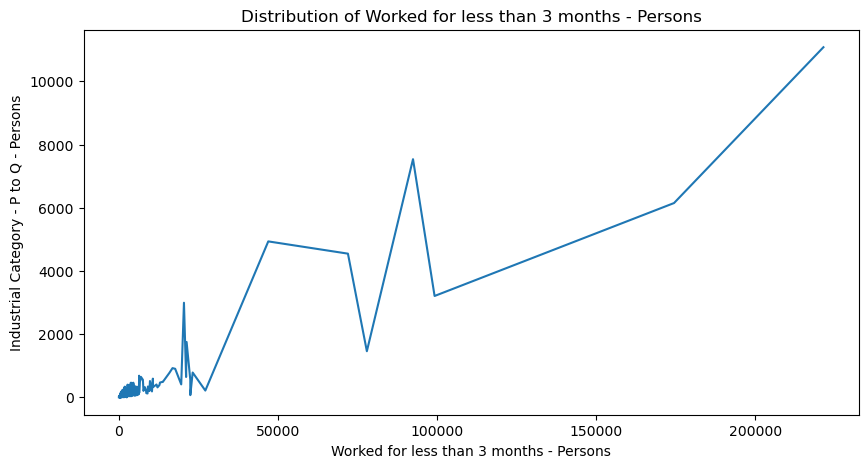 Distribution of Worked for less than 3 months - Persons
Industrial Category - P to Q - Persons
10000
8000
6000
4000
2000
0
0 50000 100000 150000 200000
Worked for less than 3 months - Persons